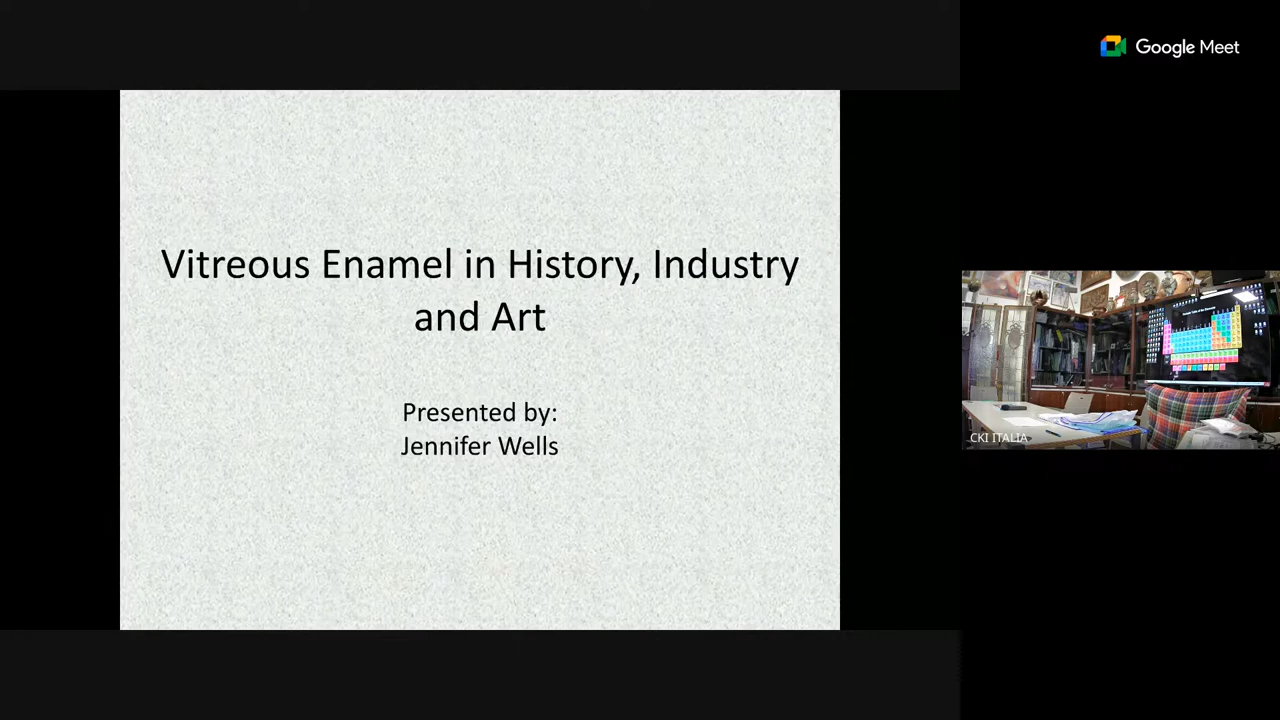 Google Meet
Vitreous Enamel in History, Industry
and Art
Presented by:
Jennifer Wells
CKI ITALIA